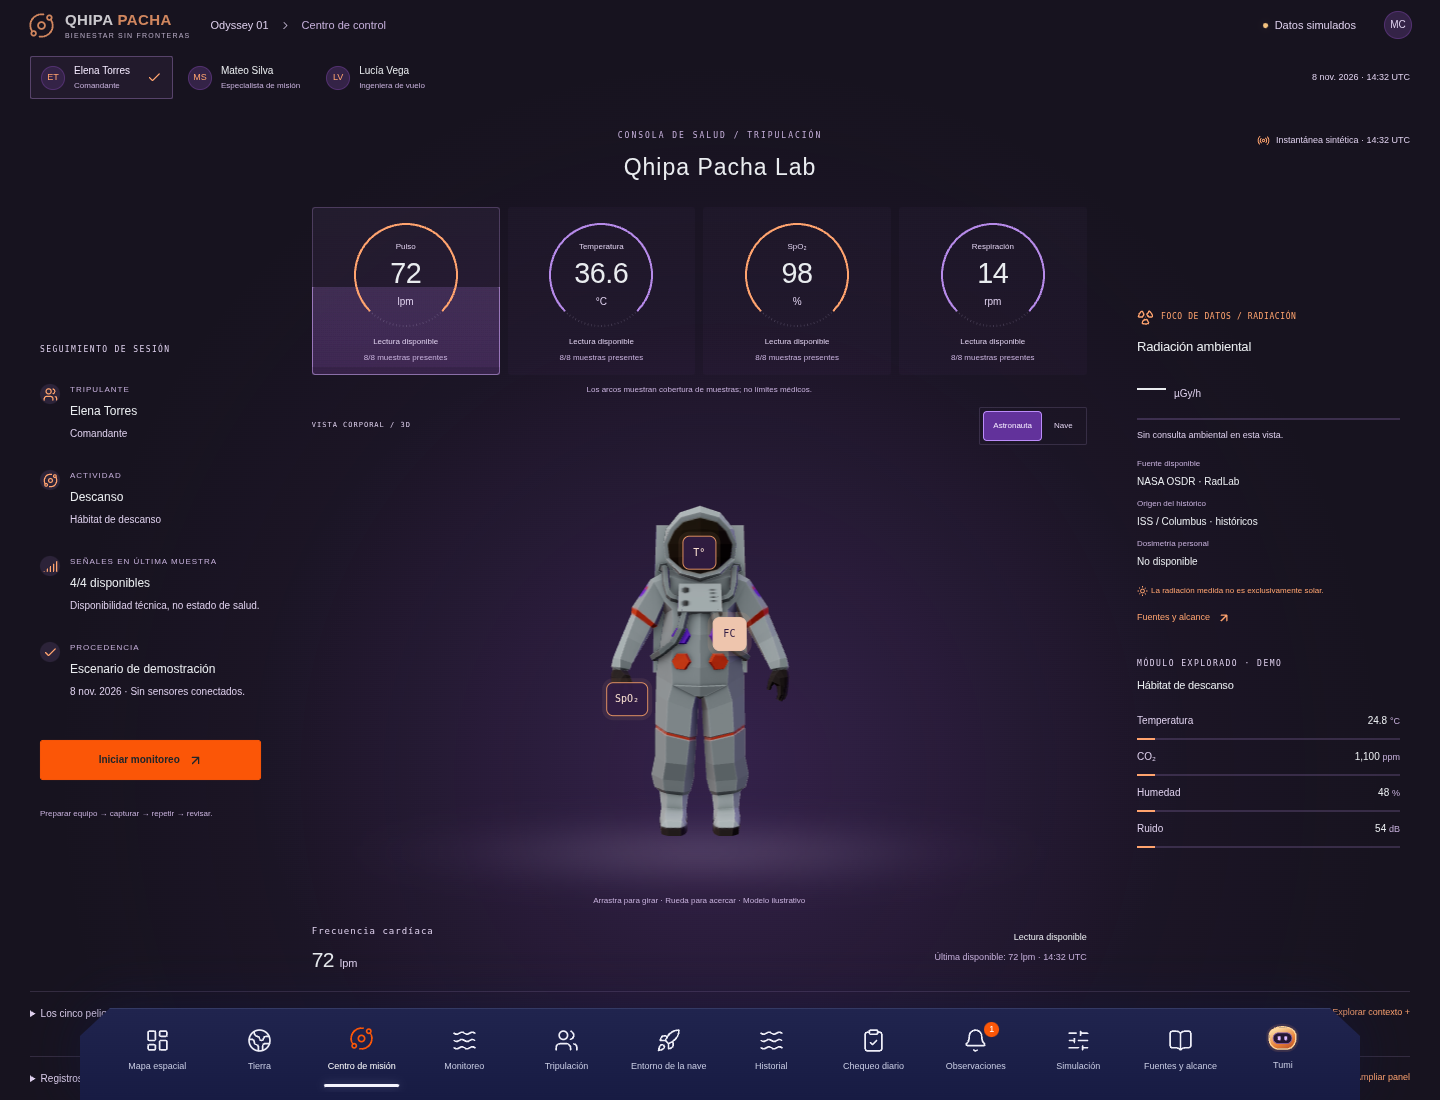 QHIPA PACHA
BIENESTAR SIN FRONTERAS
Odyssey 01
Centro de control
Datos simulados
MC
ET
Elena Torres
Comandante
MS
Mateo Silva
Especialista de misión
LV
Lucía Vega
Ingeniera de vuelo
8 nov. 2026 · 14:32 UTC
CONSOLA DE SALUD / TRIPULACIÓN
Qhipa Pacha Lab
Instantánea sintética · 14:32 UTC
Pulso
72
lpm
Lectura disponible
8/8 muestras presentes
Temperatura
36.6
°C
Lectura disponible
8/8 muestras presentes
SpO₂
98
%
Lectura disponible
8/8 muestras presentes
Respiración
14
rpm
Lectura disponible
8/8 muestras presentes
Los arcos muestran cobertura de muestras; no límites médicos.
VISTA CORPORAL / 3D
Astronauta
Nave
SEGUIMIENTO DE SESIÓN
TRIPULANTE
Elena Torres
Comandante
ACTIVIDAD
Descanso
Hábitat de descanso
SEÑALES EN ÚLTIMA MUESTRA
4/4 disponibles
Disponibilidad técnica, no estado de salud.
PROCEDENCIA
Escenario de demostración
8 nov. 2026 · Sin sensores conectados.
Iniciar monitoreo
Preparar equipo → capturar → repetir → revisar.
T°
FC
SpO₂
Arrastra para girar · Rueda para acercar · Modelo ilustrativo
Frecuencia cardíaca
72 lpm
Lectura disponible
Última disponible: 72 lpm · 14:32 UTC
FOCO DE DATOS / RADIACIÓN
Radiación ambiental
— µGy/h
Sin consulta ambiental en esta vista.
Fuente disponible
NASA OSDR · RadLab
Origen del histórico
ISS / Columbus · históricos
Dosimetría personal
No disponible
La radiación medida no es exclusivamente solar.
Fuentes y alcance
MÓDULO EXPLORADO · DEMO
Hábitat de descanso
Temperatura 24.8 °C
CO₂ 1,100 ppm
Humedad 48 %
Ruido 54 dB
Los cinco pelig
Explorar contexto +
Registros
mpliar panel
Mapa espacial
Tierra
Centro de misión
Monitoreo
Tripulación
Entorno de la nave
Historial
Chequeo diario
1
Observaciones
Simulación
Fuentes y alcance
Tumi